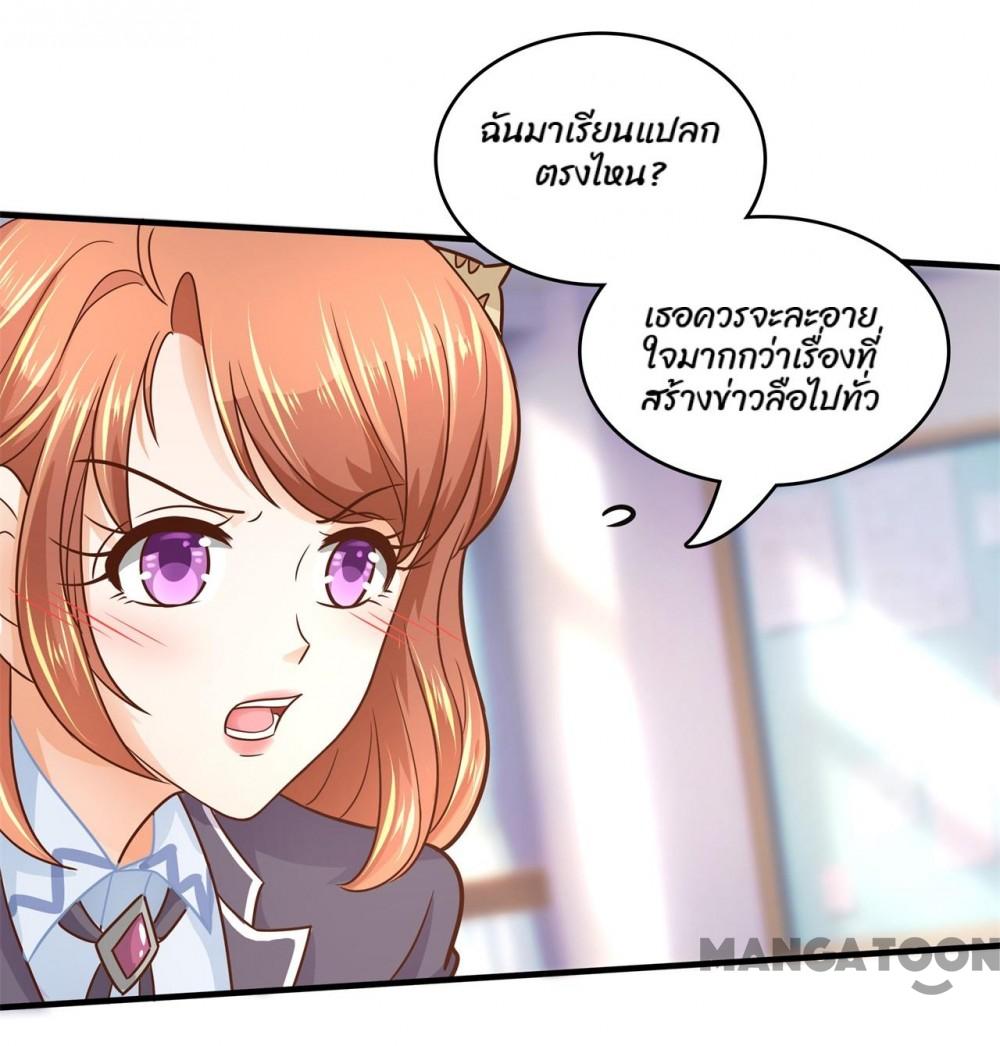 ฉันมาเรียนแปลก
ตรงไหน?
เธอควรจะละอาย
ใจมากกว่าเรื่องที่
สร้างข่าวลือไปทั่ว
MANGATOON